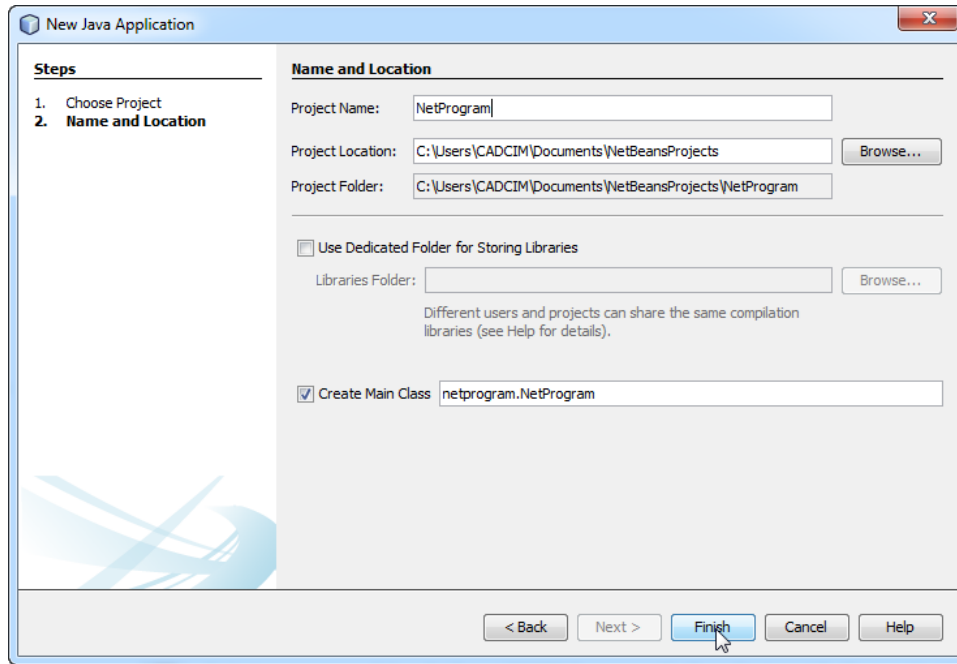 New Java Application
Steps
1. Choose Project
2. Name and Location
Name and Location
Project Name: NetProgram
Project Location: C:\Users\CADCIM\Documents\NetBeansProjects Browse...
Project Folder: C:\Users\CADCIM\Documents\NetBeansProjects\NetProgram
Use Dedicated Folder for Storing Libraries
Libraries Folder: Browse...
Different users and projects can share the same compilation
libraries (see Help for details).
Create Main Class netprogram.NetProgram
< Back Next > Finish Cancel Help